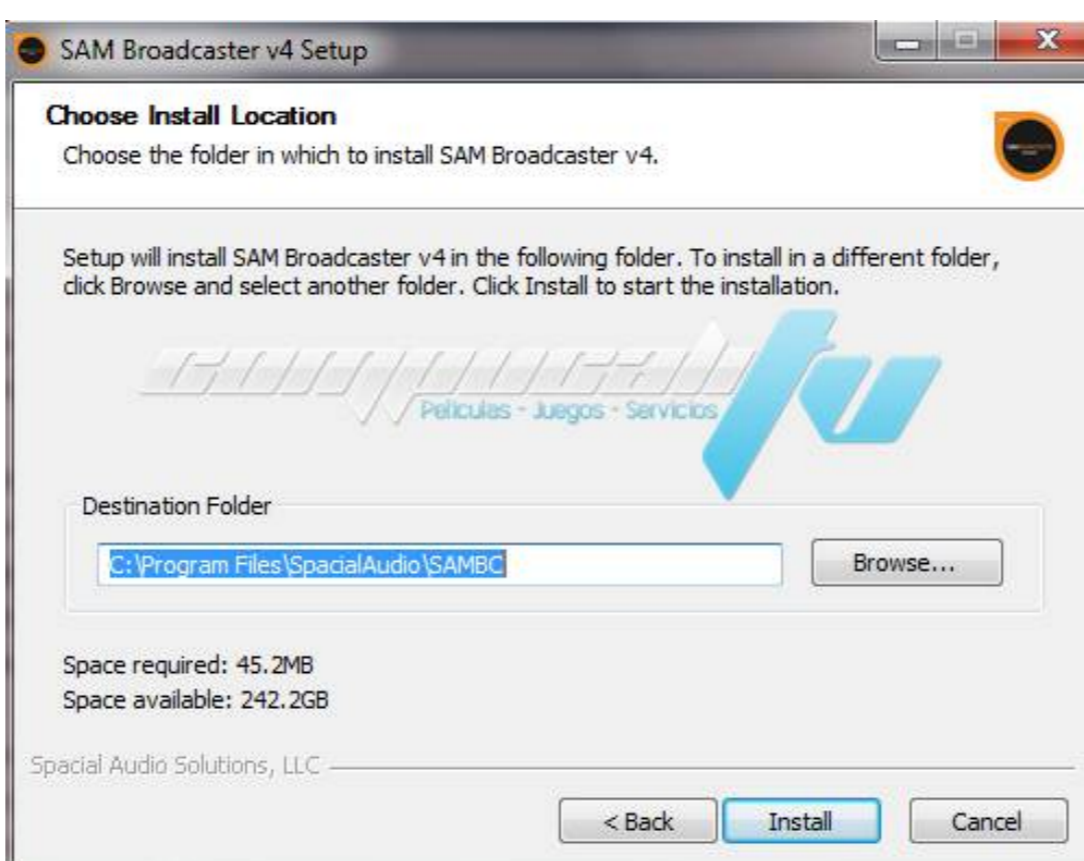 SAM Broadcaster v4 Setup
Choose Install Location
Choose the folder in which to install SAM Broadcaster v4.
Setup will install SAM Broadcaster v4 in the following folder. To install in a different folder,
click Browse and select another folder. Click Install to start the installation.
compucalitv
Peliculas - Juegos - Servicios
Destination Folder
C:\Program Files\SpacialAudio\SAMBC
Browse...
Space required: 45.2MB
Space available: 242.2GB
Spacial Audio Solutions, LLC
< Back
Install
Cancel